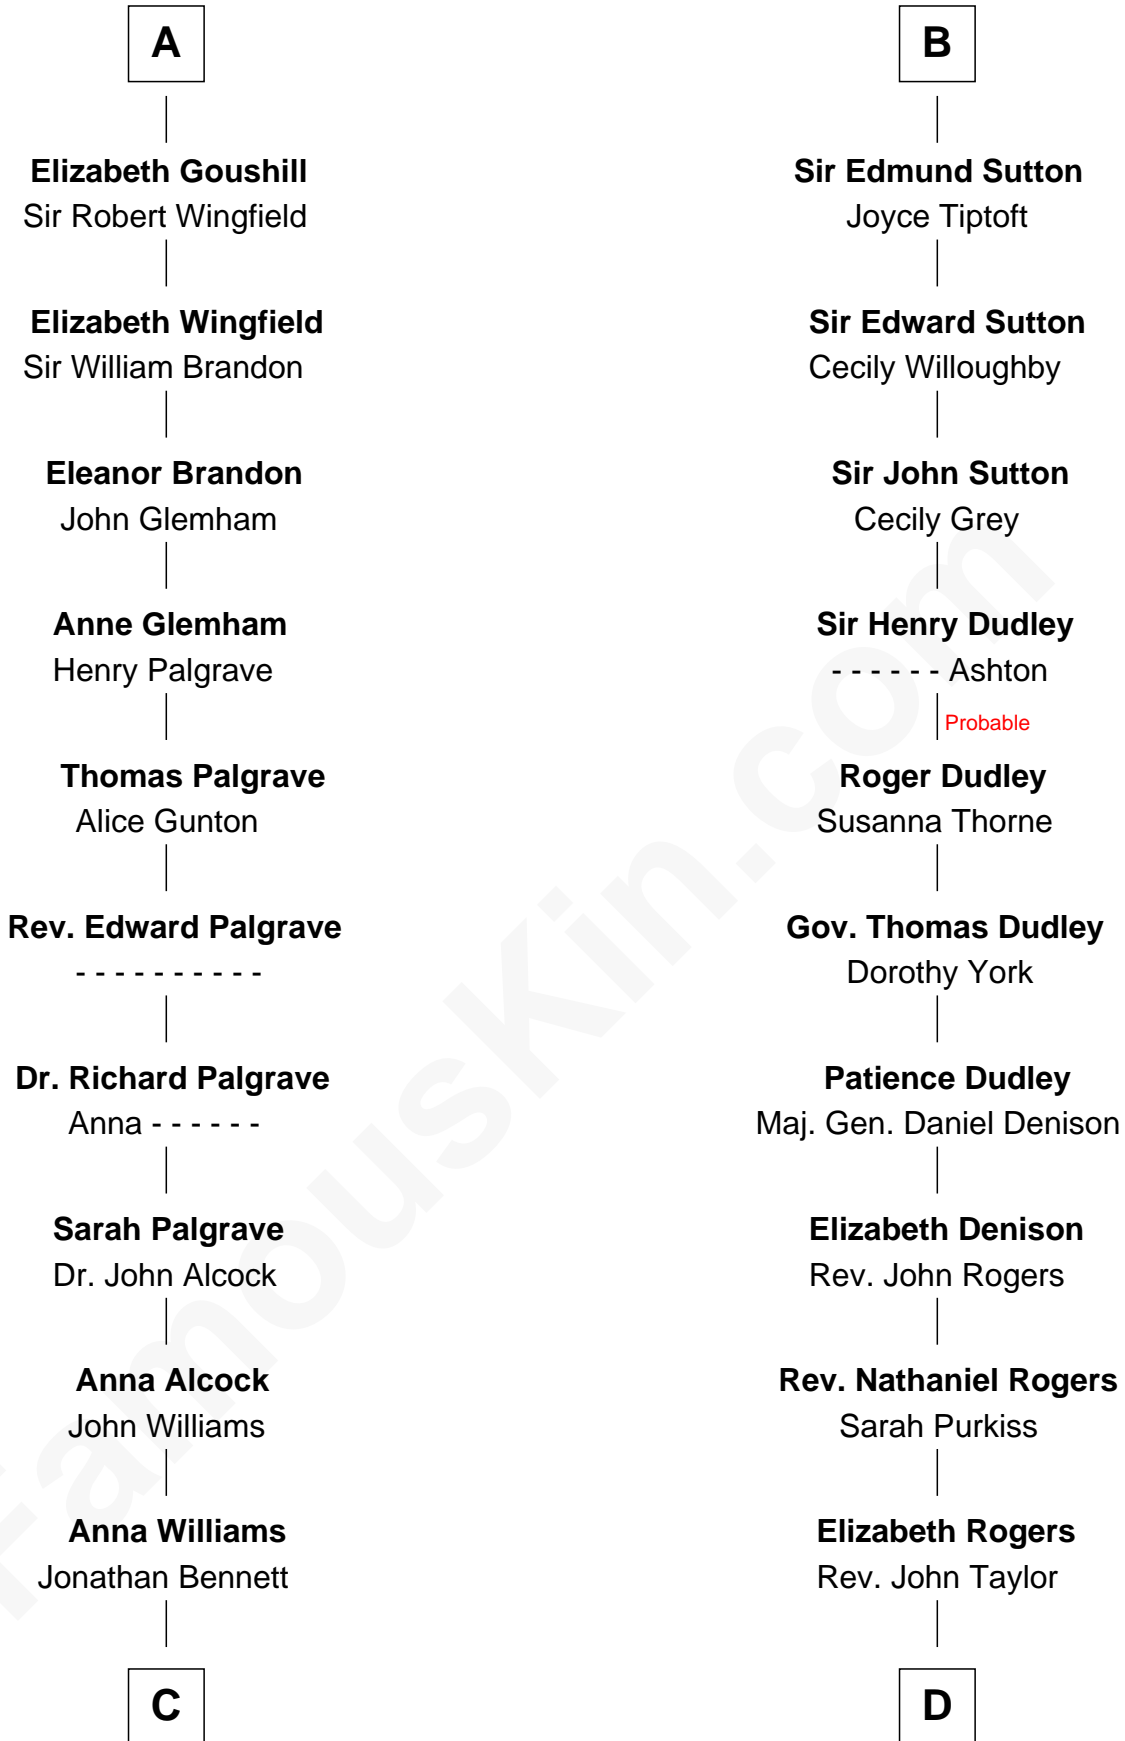 A
Elizabeth Goushill
Sir Robert Wingfield
Elizabeth Wingfield
Sir William Brandon
Eleanor Brandon
John Glemham
Anne Glemham
Henry Palgrave
Thomas Palgrave
Alice Gunton
Rev. Edward Palgrave
- - - - - - - - - -
Dr. Richard Palgrave
Anna - - - - - -
Sarah Palgrave
Dr. John Alcock
Anna Alcock
John Williams
Anna Williams
Jonathan Bennett
C
B
Sir Edmund Sutton
Joyce Tiptoft
Sir Edward Sutton
Cecily Willoughby
Sir John Sutton
Cecily Grey
Sir Henry Dudley
- - - - - - Ashton
Probable
Roger Dudley
Susanna Thorne
Gov. Thomas Dudley
Dorothy York
Patience Dudley
Maj. Gen. Daniel Denison
Elizabeth Denison
Rev. John Rogers
Rev. Nathaniel Rogers
Sarah Purkiss
Elizabeth Rogers
Rev. John Taylor
D
FamousKin.com